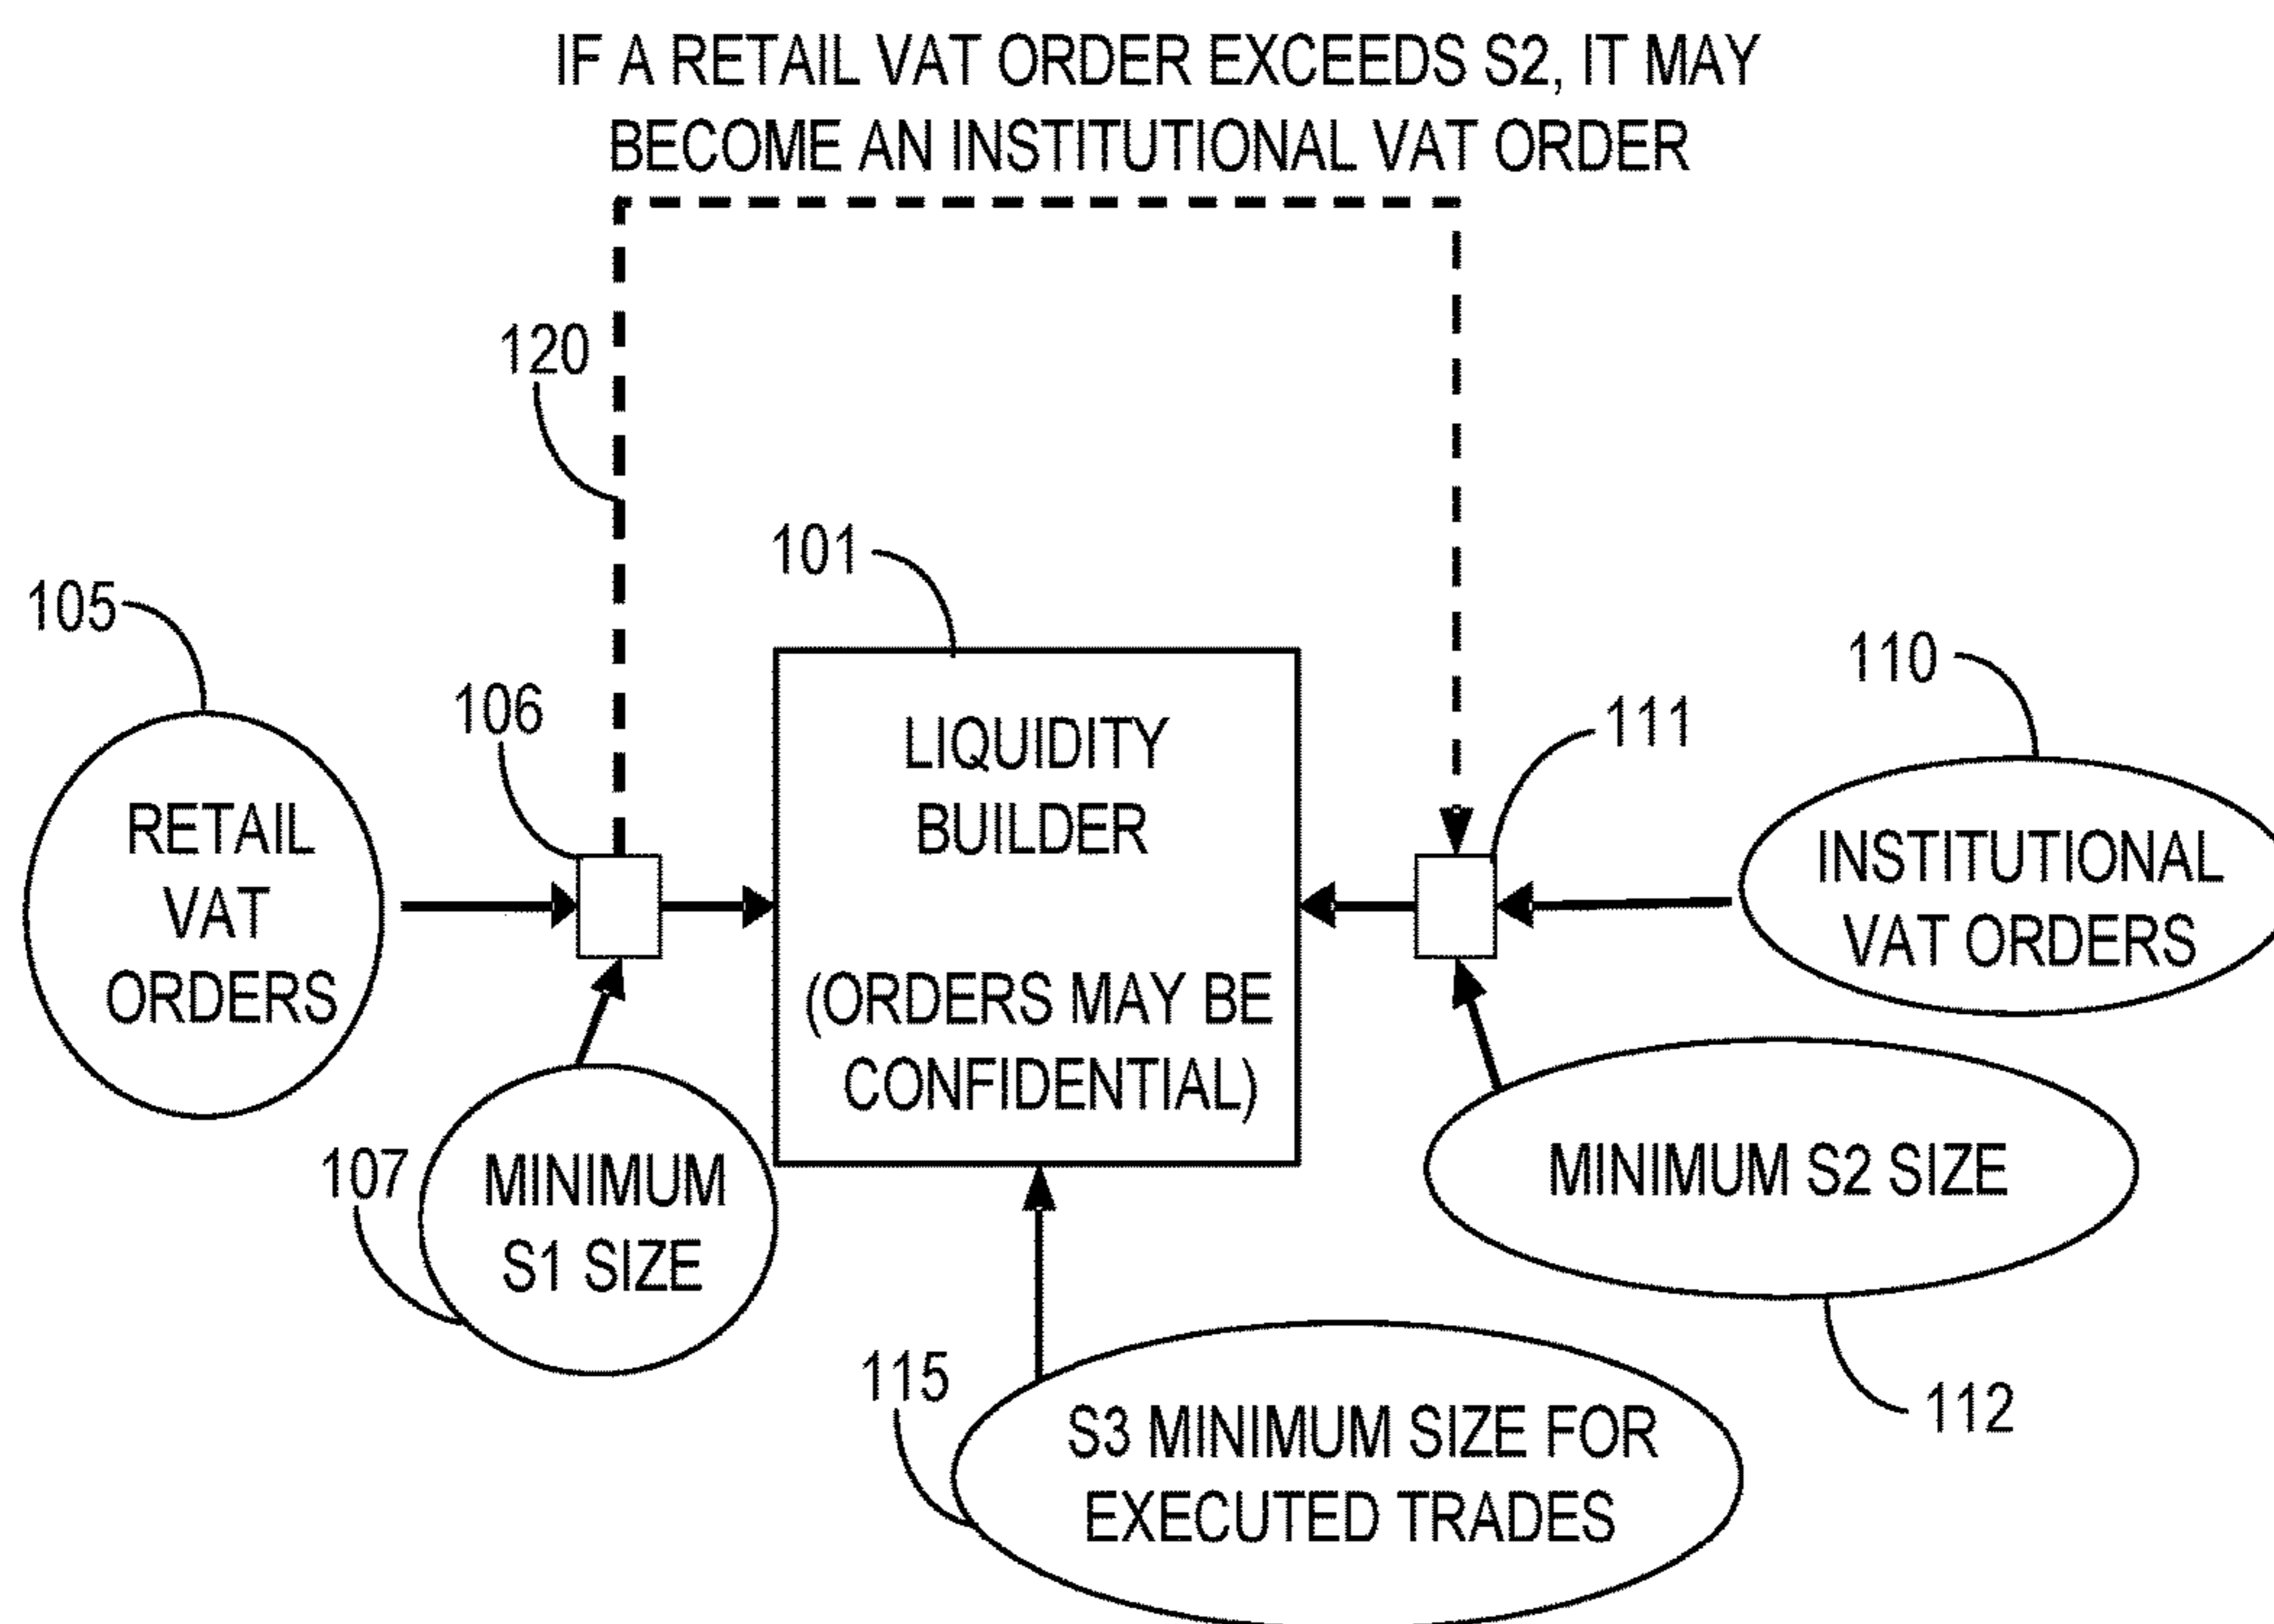 IF A RETAIL VAT ORDER EXCEEDS S2, IT MAY
BECOME AN INSTITUTIONAL VAT ORDER
120
101
105
110
106
111
LIQUIDITY
BUILDER
(ORDERS MAY BE
CONFIDENTIAL)
RETAIL
VAT
ORDERS
INSTITUTIONAL
VAT ORDERS
107
MINIMUM
S1 SIZE
MINIMUM S2 SIZE
115
112
S3 MINIMUM SIZE FOR
EXECUTED TRADES